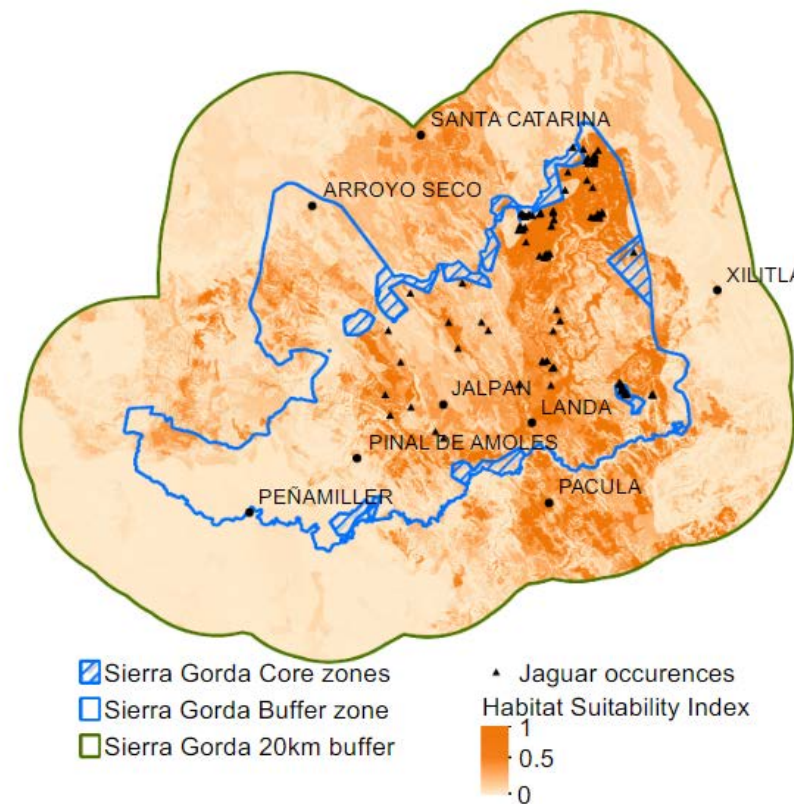 SANTA CATARINA
ARROYO SECO
XILITLA
JALPAN
LANDA
PINAL DE AMOLES
PEÑAMILLER
PACULA
Sierra Gorda Core zones
Sierra Gorda Buffer zone
Sierra Gorda 20km buffer
Jaguar occurences
Habitat Suitability Index
1
0.5
0